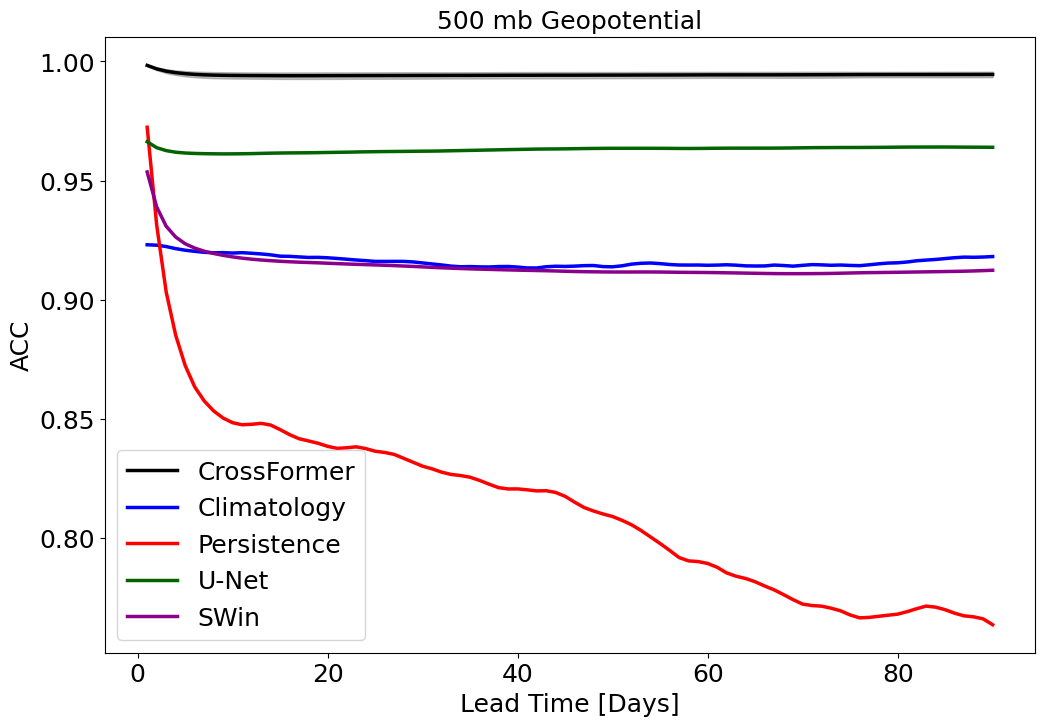 500 mb Geopotential
1.00
0.95
0.90
0.85
0.80
ACC
CrossFormer
Climatology
Persistence
U-Net
SWin
0 20 40 60 80
Lead Time [Days]